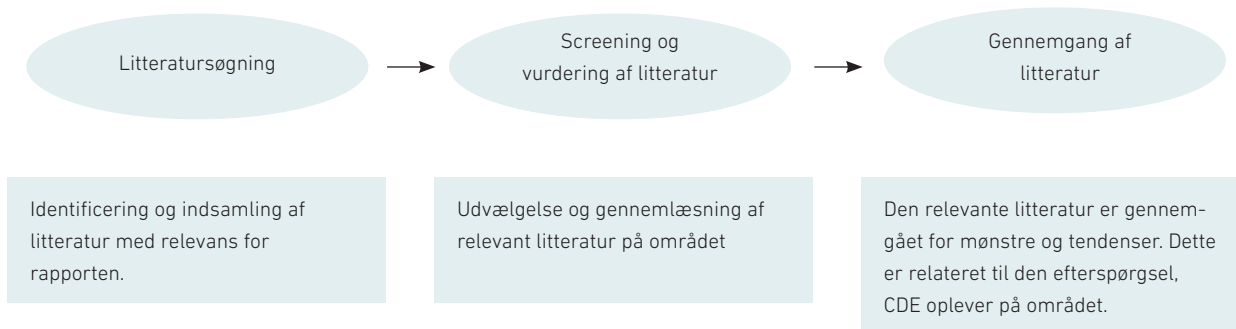 Litteratursøgning
Screening og
vurdering af litteratur
Gennemgang af
litteratur
Identificering og indsamling af
litteratur med relevans for
rapporten.
Udvælgelse og gennemlæsning af
relevant litteratur på området
Den relevante litteratur er gennem-
gået for mønstre og tendenser. Dette
er relateret til den efterspørgsel,
CDE oplever på området.